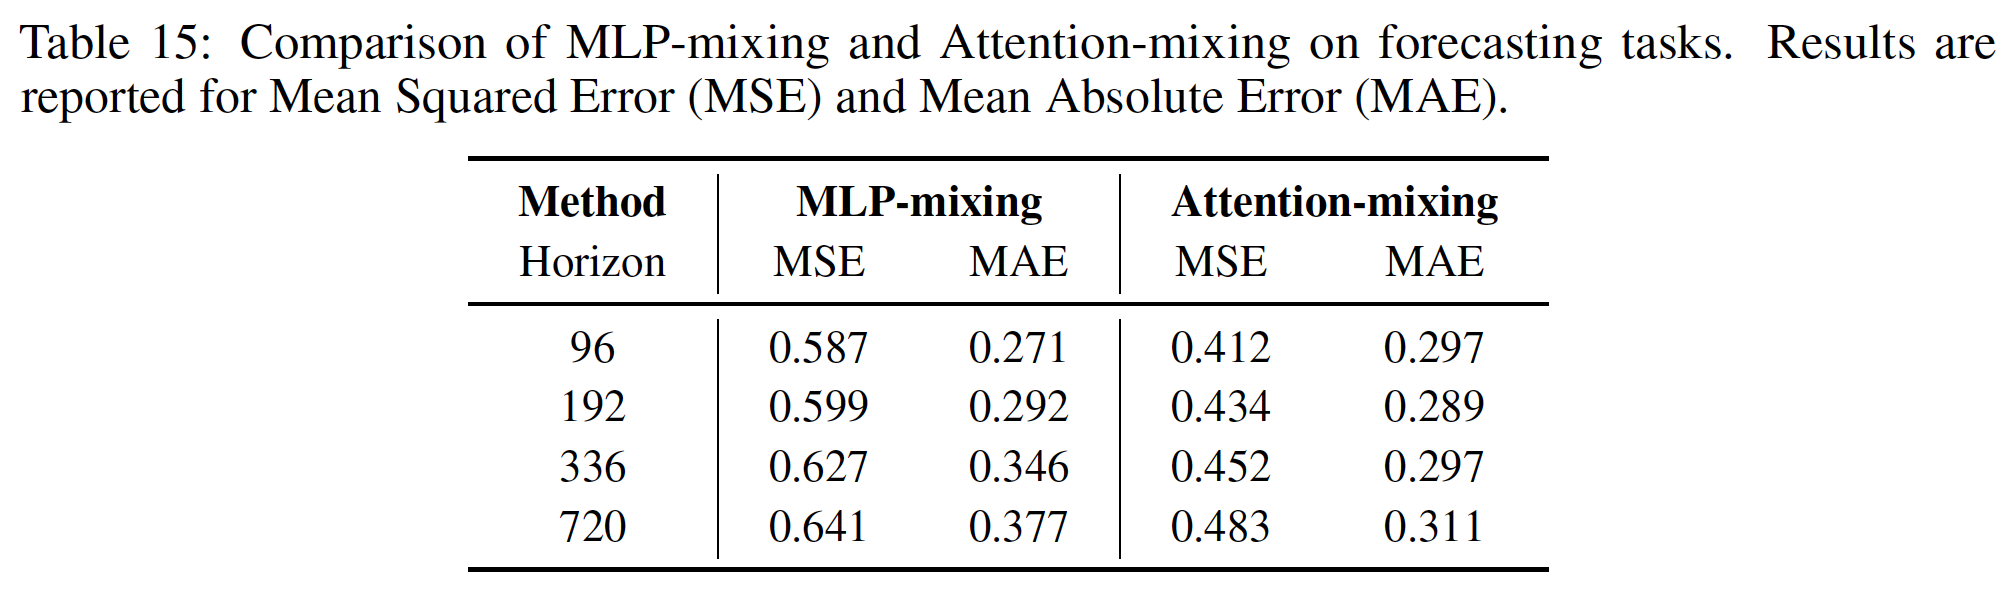 Table 15: Comparison of MLP-mixing and Attention-mixing on forecasting tasks. Results are
reported for Mean Squared Error (MSE) and Mean Absolute Error (MAE).
Method MLP-mixing Attention-mixing
Horizon MSE MAE MSE MAE
96 0.587 0.271 0.412 0.297
192 0.599 0.292 0.434 0.289
336 0.627 0.346 0.452 0.297
720 0.641 0.377 0.483 0.311